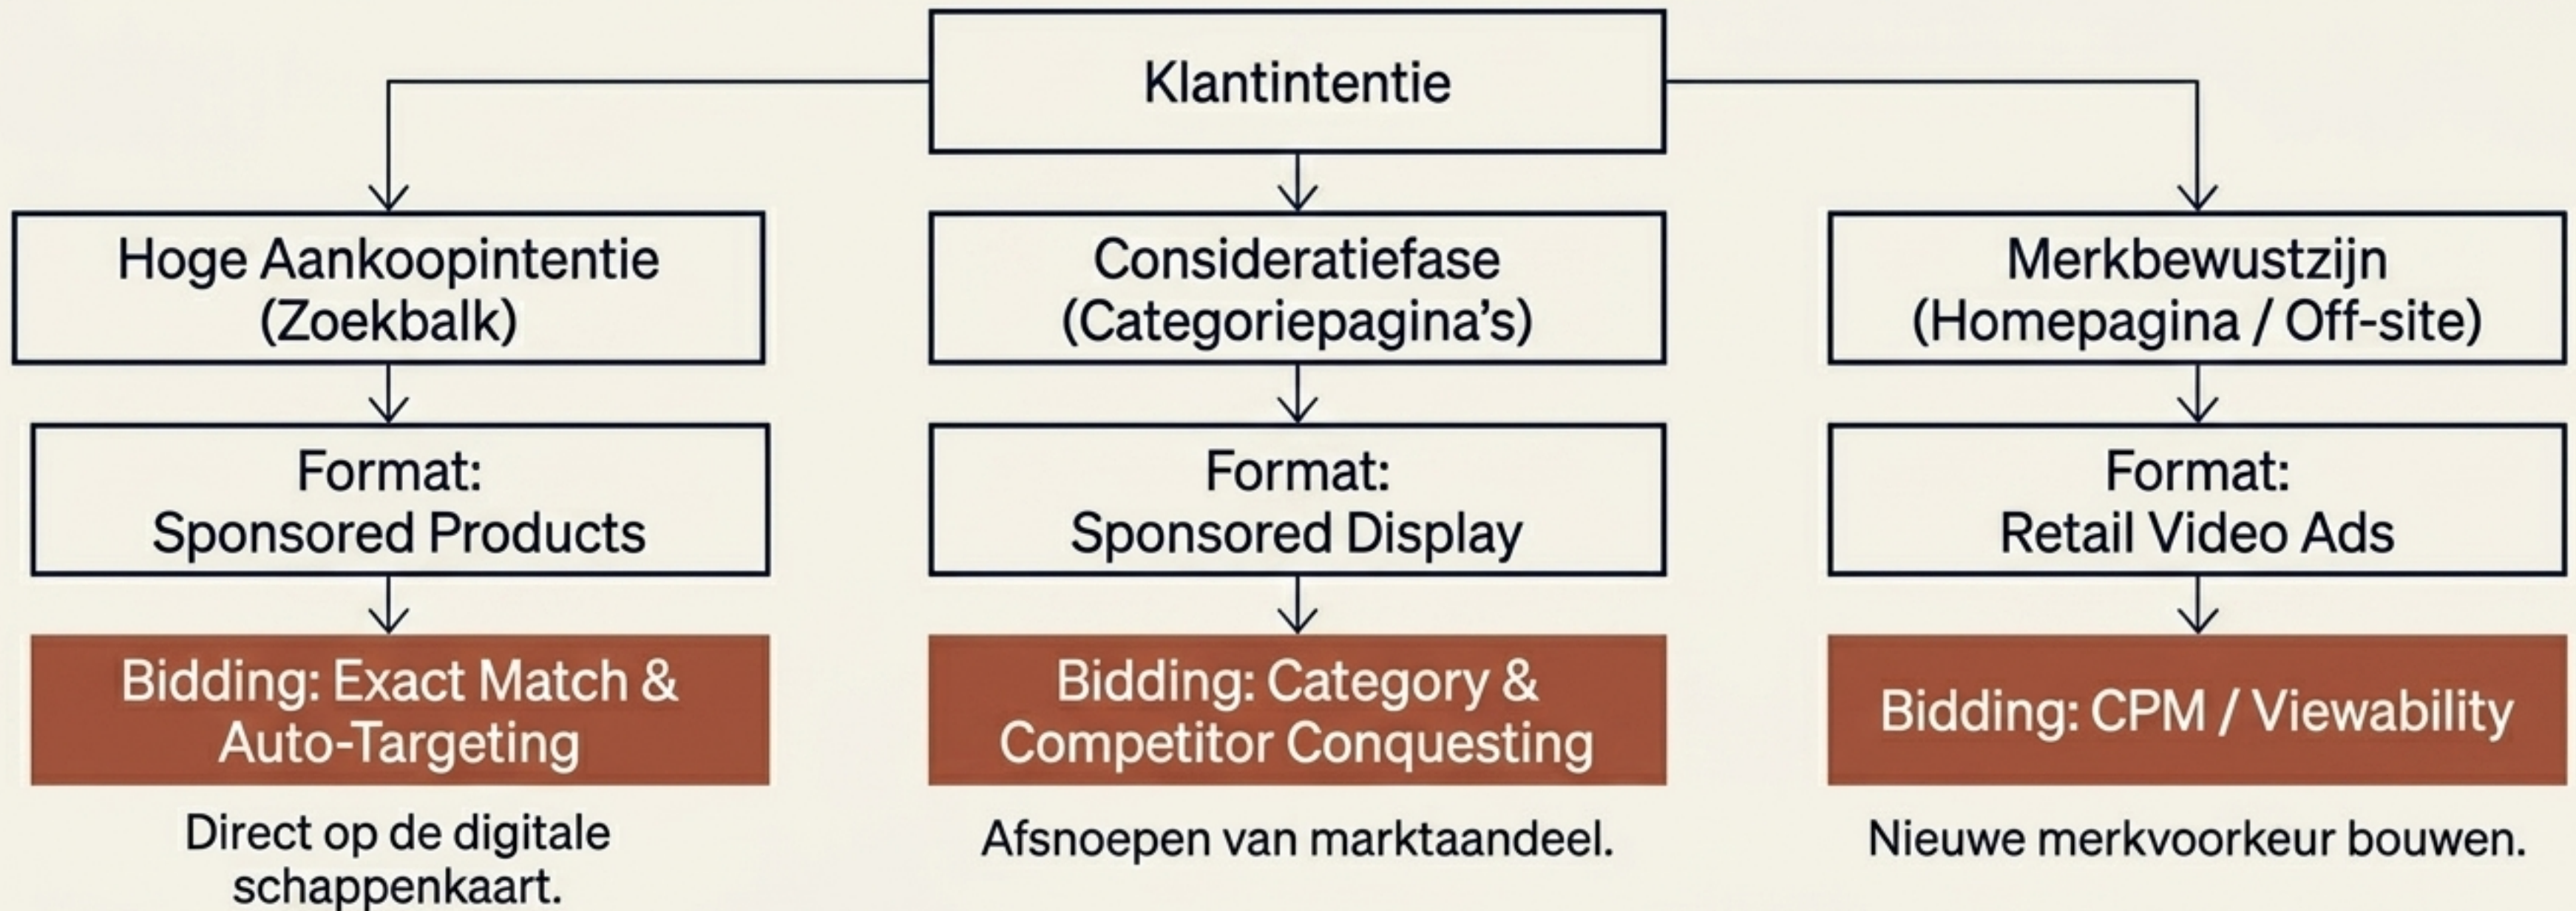 Klantintentie
Hoge Aankoopintentie
(Zoekbalk)
Format:
Sponsored Products
Bidding: Exact Match &
Auto-Targeting
Direct op de digitale
schappenkaart.
Consideratiefase
(Categoriepagina’s)
Format:
Sponsored Display
Bidding: Category &
Competitor Conquesting
Afsnoepen van marktaandeel.
Merkbewustzijn
(Homepagina / Off-site)
Format:
Retail Video Ads
Bidding: CPM / Viewability
Nieuwe merkvoorkeur bouwen.